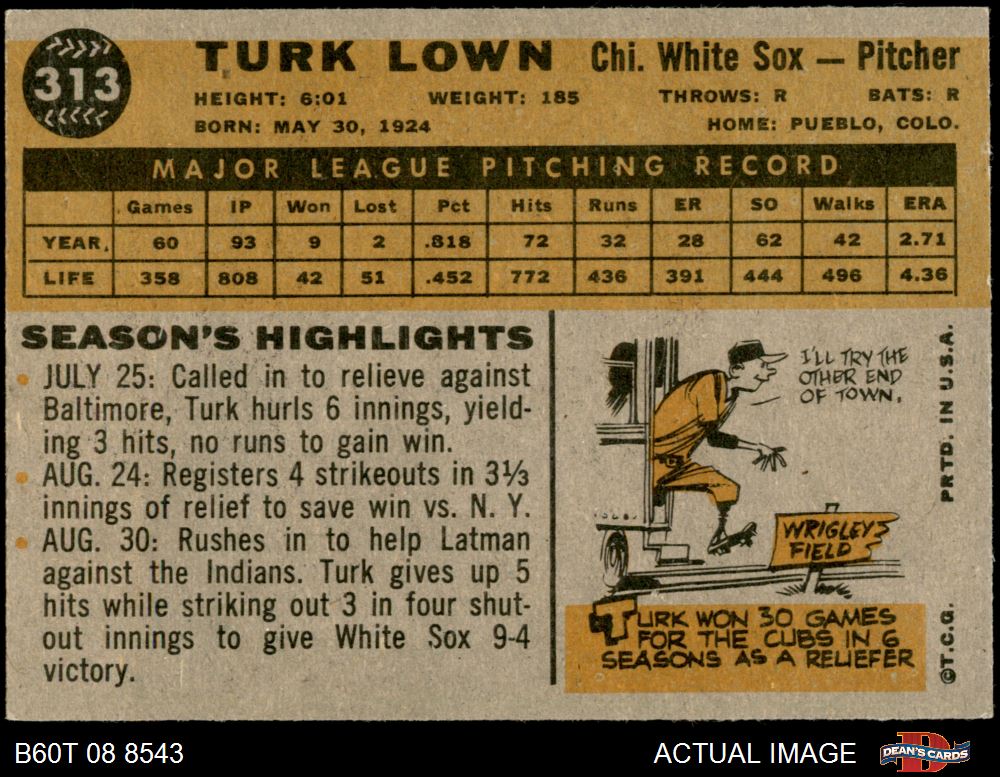 313
TURK LOWN Chi. White Sox — Pitcher
HEIGHT: 6:01 WEIGHT: 185 THROWS: R BATS: R
BORN: MAY 30, 1924 HOME: PUEBLO, COLO.
MAJOR LEAGUE PITCHING RECORD
Games IP Won Lost Pct Hits Runs ER SO Walks ERA
YEAR. 60 93 9 2 .818 72 32 28 62 42 2.71
LIFE 358 808 42 51 .452 772 436 391 444 496 4.36
SEASON'S HIGHLIGHTS
• JULY 25: Called in to relieve against
Baltimore, Turk hurls 6 innings, yield-
ing 3 hits, no runs to gain win.
• AUG. 24: Registers 4 strikeouts in 3⅓
innings of relief to save win vs. N. Y.
• AUG. 30: Rushes in to help Latman
against the Indians. Turk gives up 5
hits while striking out 3 in four shut-
out innings to give White Sox 9-4
victory.
I'LL TRY THE
OTHER END
OF TOWN.
WRIGLEY
FIELD
TURK WON 30 GAMES
FOR THE CUBS IN 6
SEASONS AS A RELIEFER
PRTD. IN U.S.A.
©T.C.G.
B60T 08 8543 ACTUAL IMAGE
D
DEAN'S CARDS